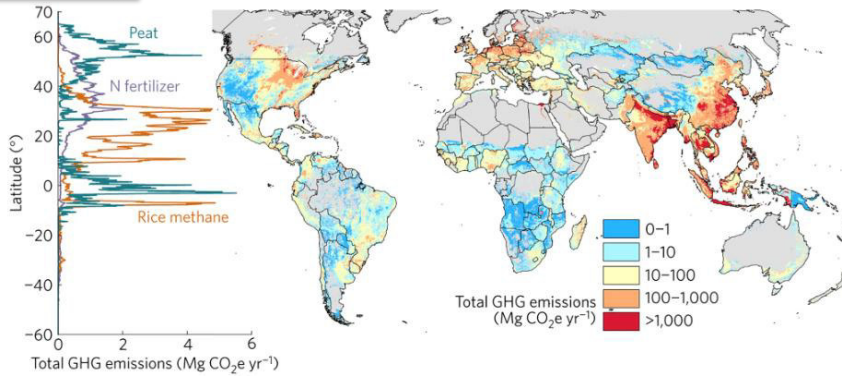 70
60
40
20
0
−20
−40
−60
Latitude (°)
Peat
N fertilizer
Rice methane
0
2
4
6
Total GHG emissions (Mg CO₂e yr⁻¹)
Total GHG emissions
(Mg CO₂e yr⁻¹)
0–1
1–10
10–100
100–1,000
>1,000